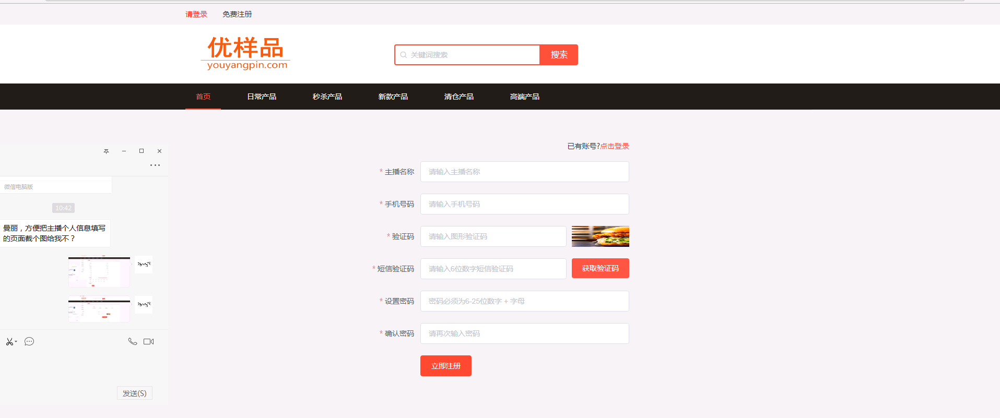 请登录 免费注册
优样品
youyangpin.com
关键词搜索 搜索
首页 日常产品 秒杀产品 新款产品 清仓产品 高端产品
已有账号?点击登录
* 主播名称 请输入主播名称
* 手机号码 请输入手机号码
* 验证码 请输入图形验证码
* 短信验证码 请输入6位数字短信验证码 获取验证码
* 设置密码 密码必须为6-25位数字 + 字母
* 确认密码 请再次输入密码
立即注册
微信电脑版
10:42
曼丽，方便把主播个人信息填写
的页面截个图给我不？
发送(S)